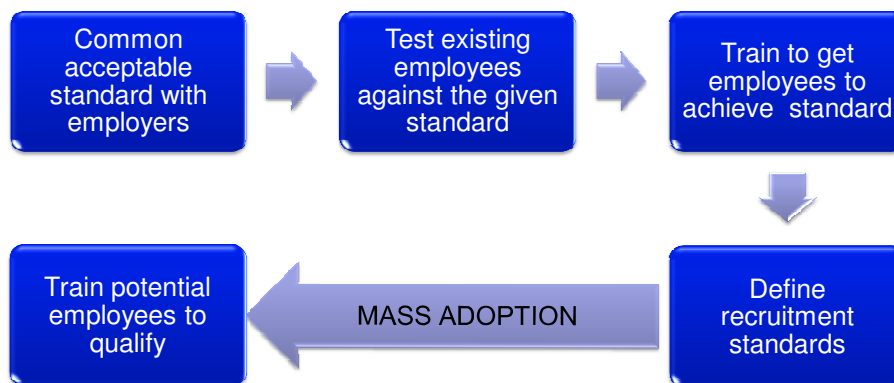 Common
acceptable
standard with
employers
Test existing
employees
against the given
standard
Train to get
employees to
achieve standard
Define
recruitment
standards
MASS ADOPTION
Train potential
employees to
qualify